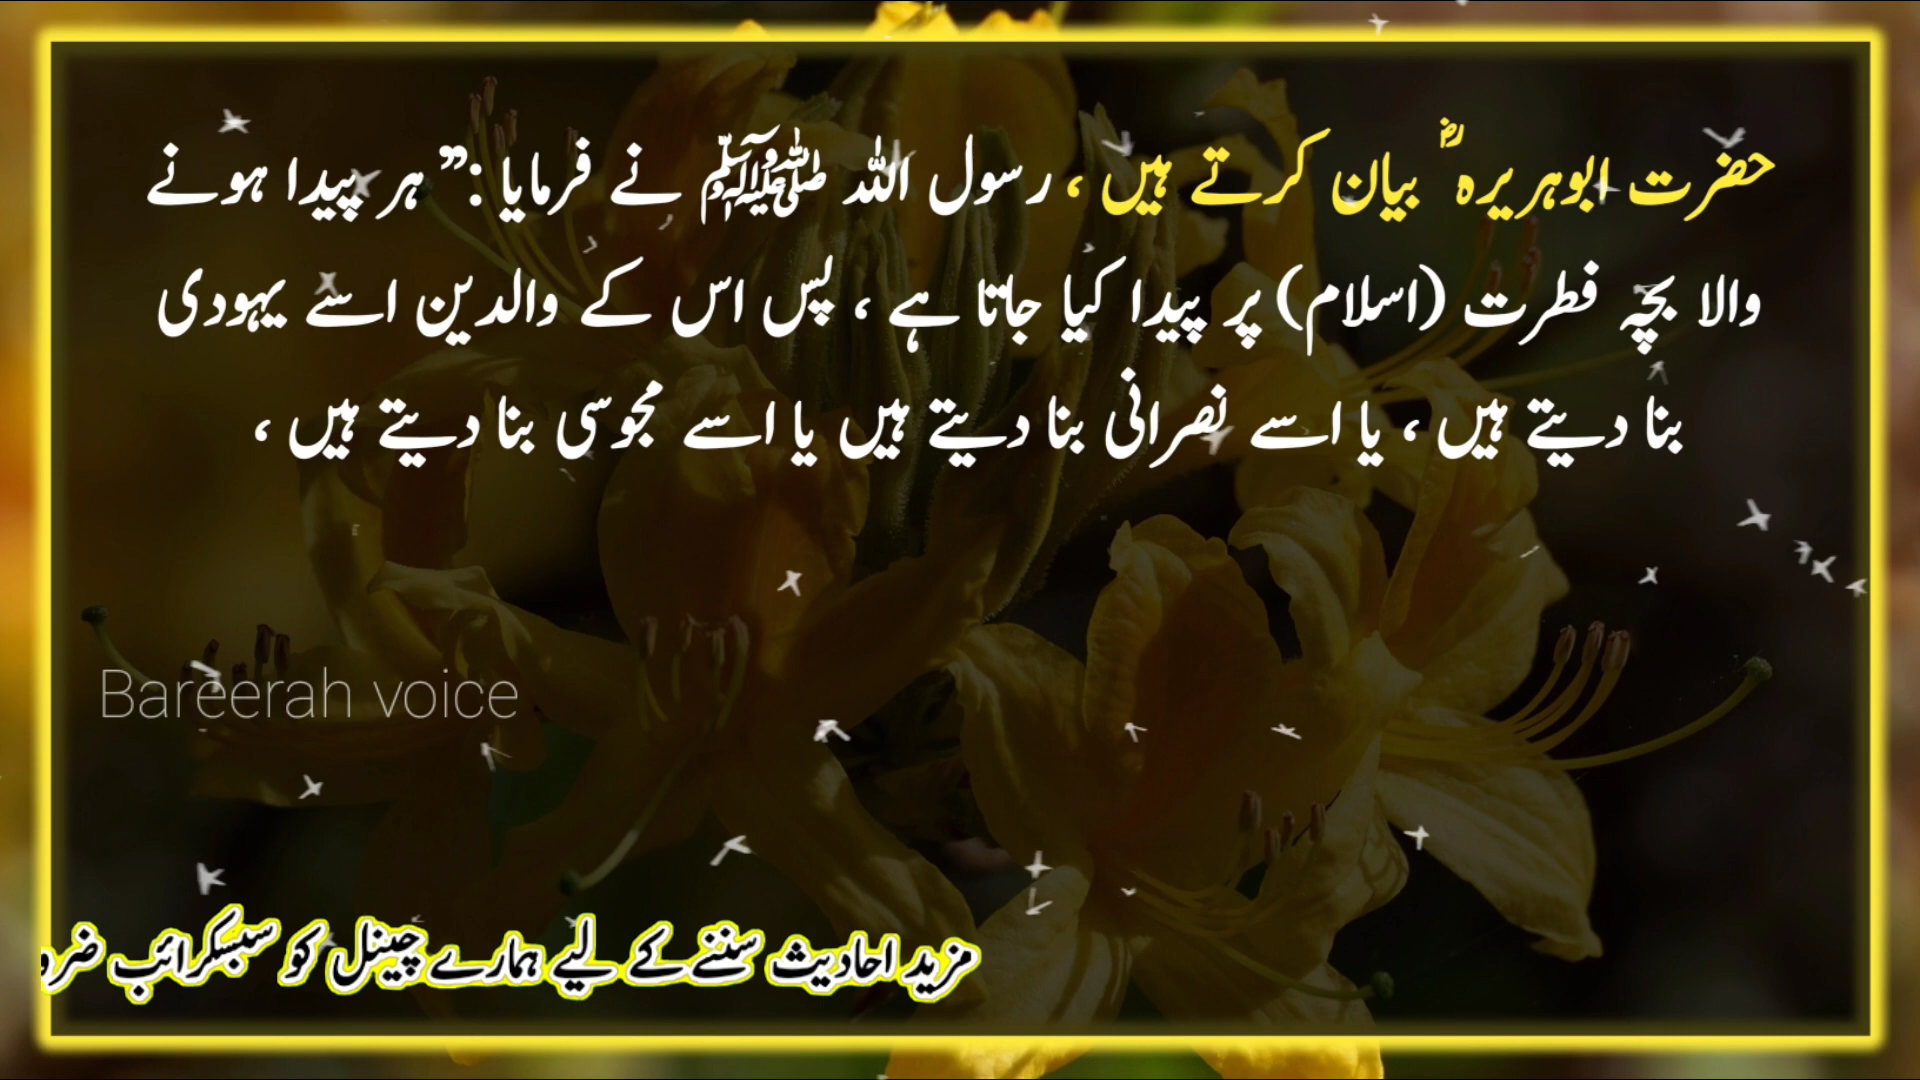 حضرت ابوہریرہ ؓ بیان کرتے ہیں ، رسول اللہ ﷺ نے فرمایا :” ہر پیدا ہونے
والا بچہ فطرت (اسلام) پر پیدا کیا جاتا ہے ، پس اس کے والدین اسے یہودی
بنا دیتے ہیں ، یا اسے نصرانی بنا دیتے ہیں یا اسے مجوسی بنا دیتے ہیں ،
Bareerah voice
مزید احادیث سننے کے لیے ہمارے چینل کو سبسکرائب